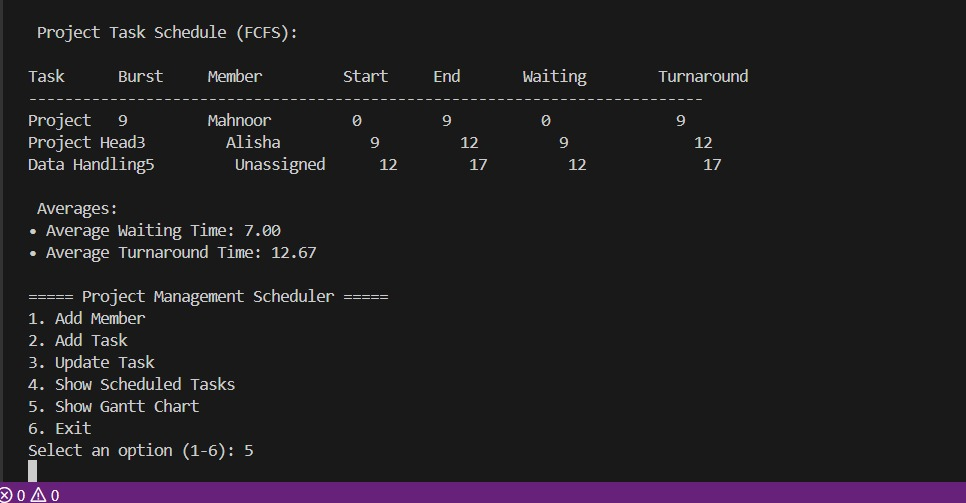 Project Task Schedule (FCFS):
Task Burst Member Start End Waiting Turnaround
---------------------------------------------------------------------------
Project 9 Mahnoor 0 9 0 9
Project Head3 Alisha 9 12 9 12
Data Handling5 Unassigned 12 17 12 17
Averages:
• Average Waiting Time: 7.00
• Average Turnaround Time: 12.67
===== Project Management Scheduler =====
1. Add Member
2. Add Task
3. Update Task
4. Show Scheduled Tasks
5. Show Gantt Chart
6. Exit
Select an option (1-6): 5
0 0